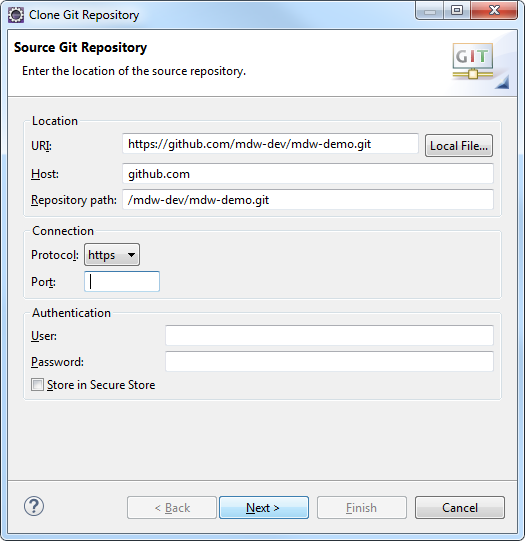 Clone Git Repository
Source Git Repository
Enter the location of the source repository.
GIT
Location
URI: https://github.com/mdw-dev/mdw-demo.git Local File...
Host: github.com
Repository path: /mdw-dev/mdw-demo.git
Connection
Protocol: https
Port:
Authentication
User:
Password:
Store in Secure Store
? < Back Next > Finish Cancel